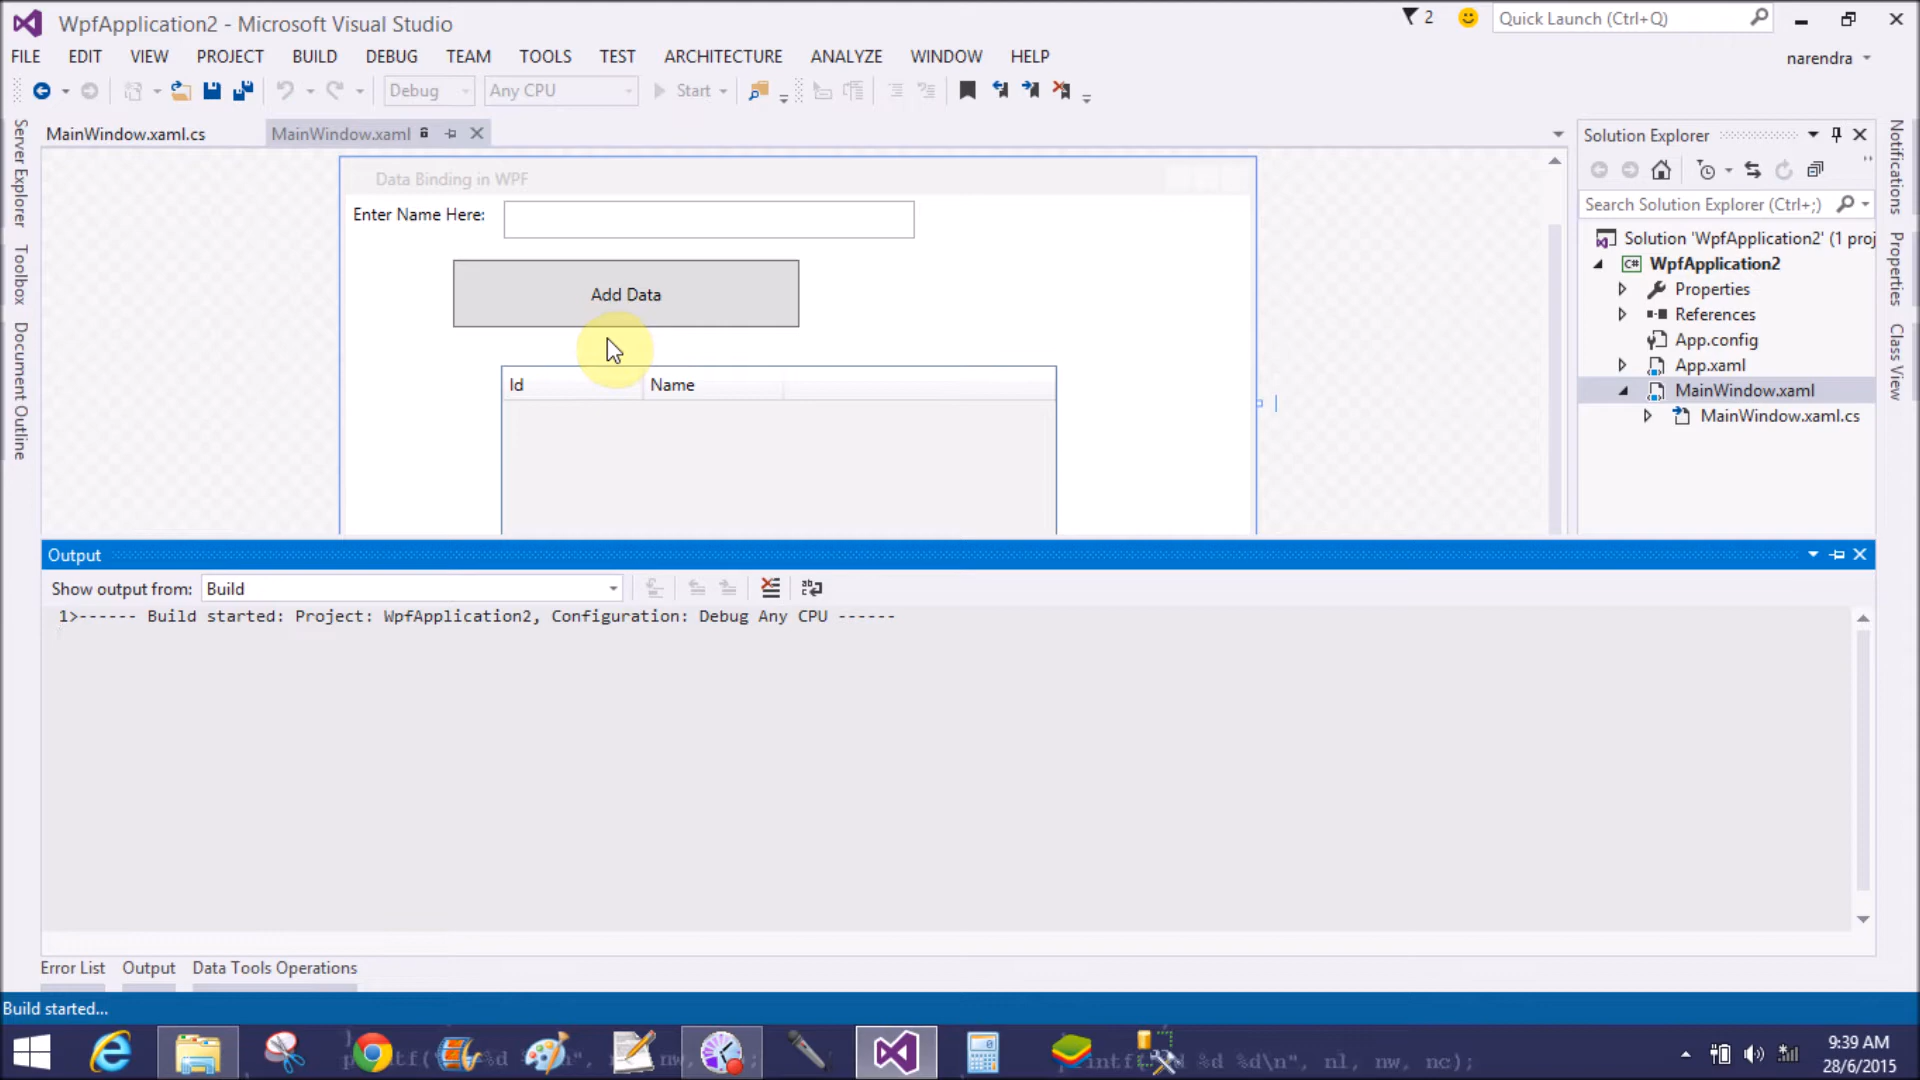 WpfApplication2 - Microsoft Visual Studio
2
Quick Launch (Ctrl+Q)
FILE EDIT VIEW PROJECT BUILD DEBUG TEAM TOOLS TEST ARCHITECTURE ANALYZE WINDOW HELP
narendra
Debug Any CPU Start
MainWindow.xaml.cs MainWindow.xaml
Server Explorer
Toolbox
Document Outline
Data Binding in WPF
Enter Name Here:
Add Data
Id Name
Solution Explorer
Search Solution Explorer (Ctrl+;)
Solution 'WpfApplication2' (1 proj
C# WpfApplication2
Properties
References
App.config
App.xaml
MainWindow.xaml
MainWindow.xaml.cs
Notifications
Properties
Class View
Output
Show output from: Build
1>------ Build started: Project: WpfApplication2, Configuration: Debug Any CPU ------
Error List Output Data Tools Operations
Build started...
intf("%d %d %d\n", nl, nw, nc);
9:39 AM
28/6/2015